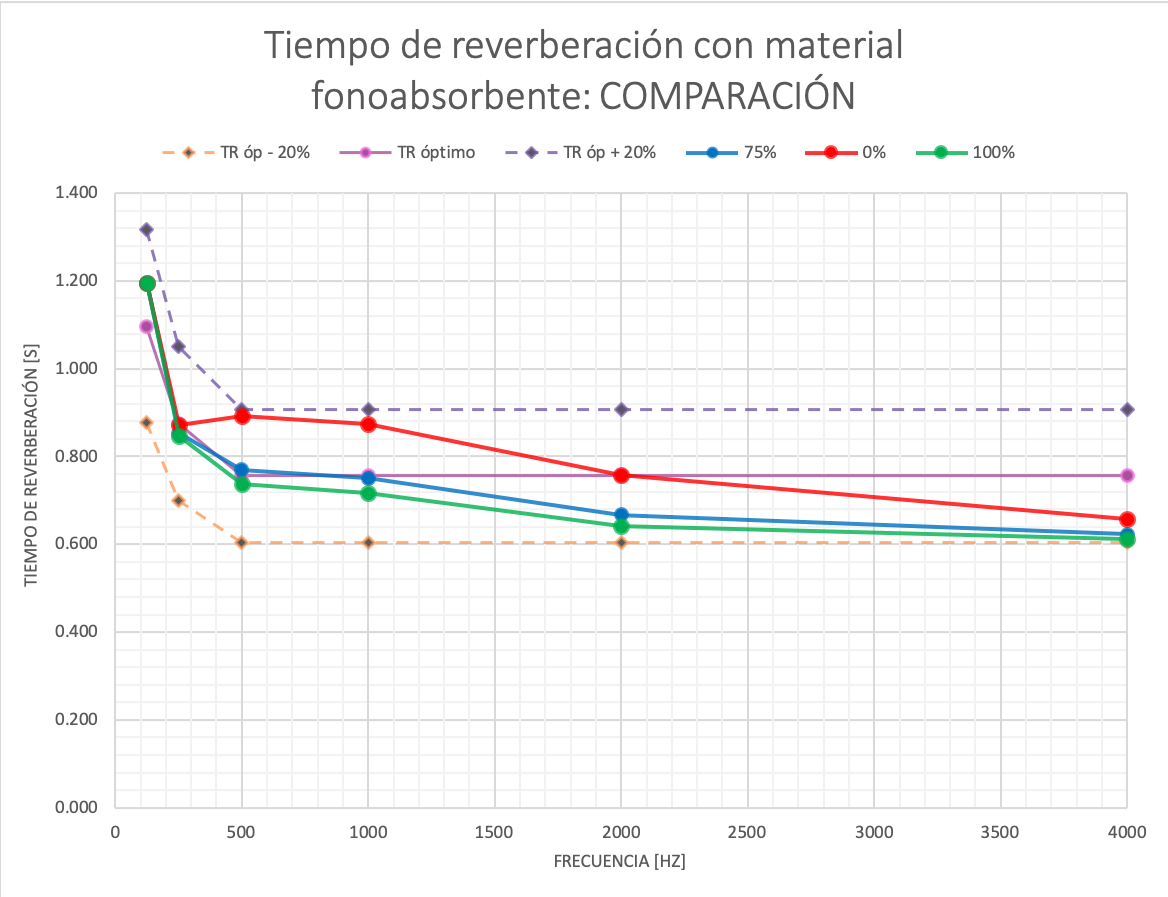 Tiempo de reverberación con material
fonoabsorbente: COMPARACIÓN
TR óp - 20% TR óptimo TR óp + 20% 75% 0% 100%
1.400
1.200
1.000
0.800
0.600
0.400
0.200
0.000
TIEMPO DE REVERBERACIÓN [S]
0 500 1000 1500 2000 2500 3000 3500 4000
FRECUENCIA [HZ]